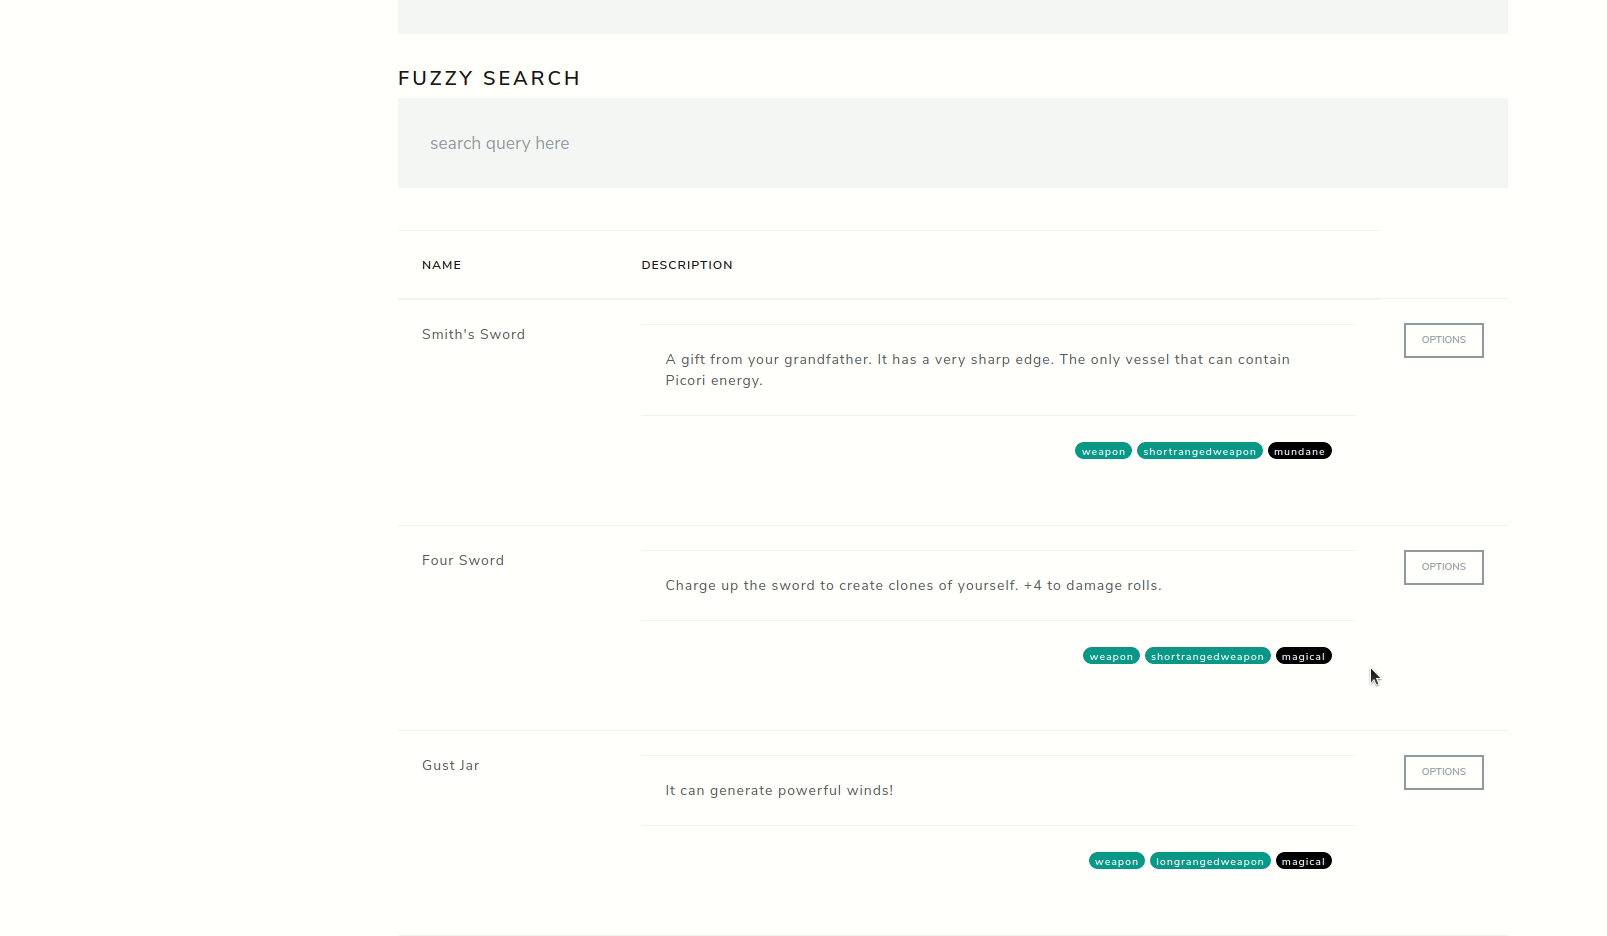 FUZZY SEARCH
search query here
NAME DESCRIPTION
Smith's Sword
A gift from your grandfather. It has a very sharp edge. The only vessel that can contain
Picori energy.
OPTIONS
weapon shortrangedweapon mundane
Four Sword
Charge up the sword to create clones of yourself. +4 to damage rolls.
OPTIONS
weapon shortrangedweapon magical
Gust Jar
It can generate powerful winds!
OPTIONS
weapon longrangedweapon magical